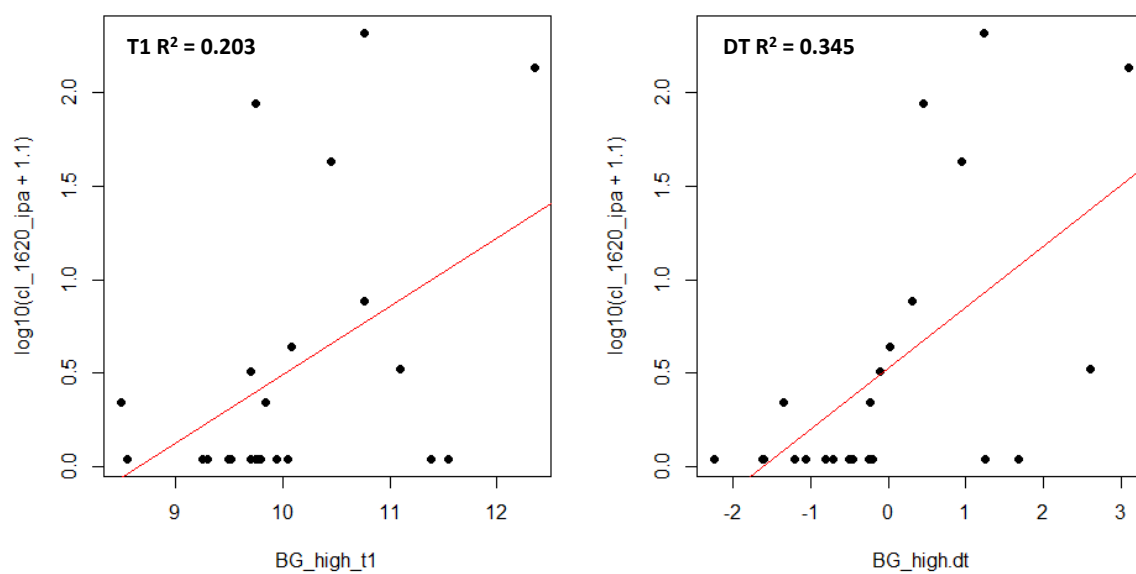 T1 R² = 0.203
log10(cl_1620_ipa + 1.1)
2.0
1.5
1.0
0.5
0.0
9 10 11 12
BG_high_t1
DT R² = 0.345
log10(cl_1620_ipa + 1.1)
2.0
1.5
1.0
0.5
0.0
-2 -1 0 1 2 3
BG_high.dt